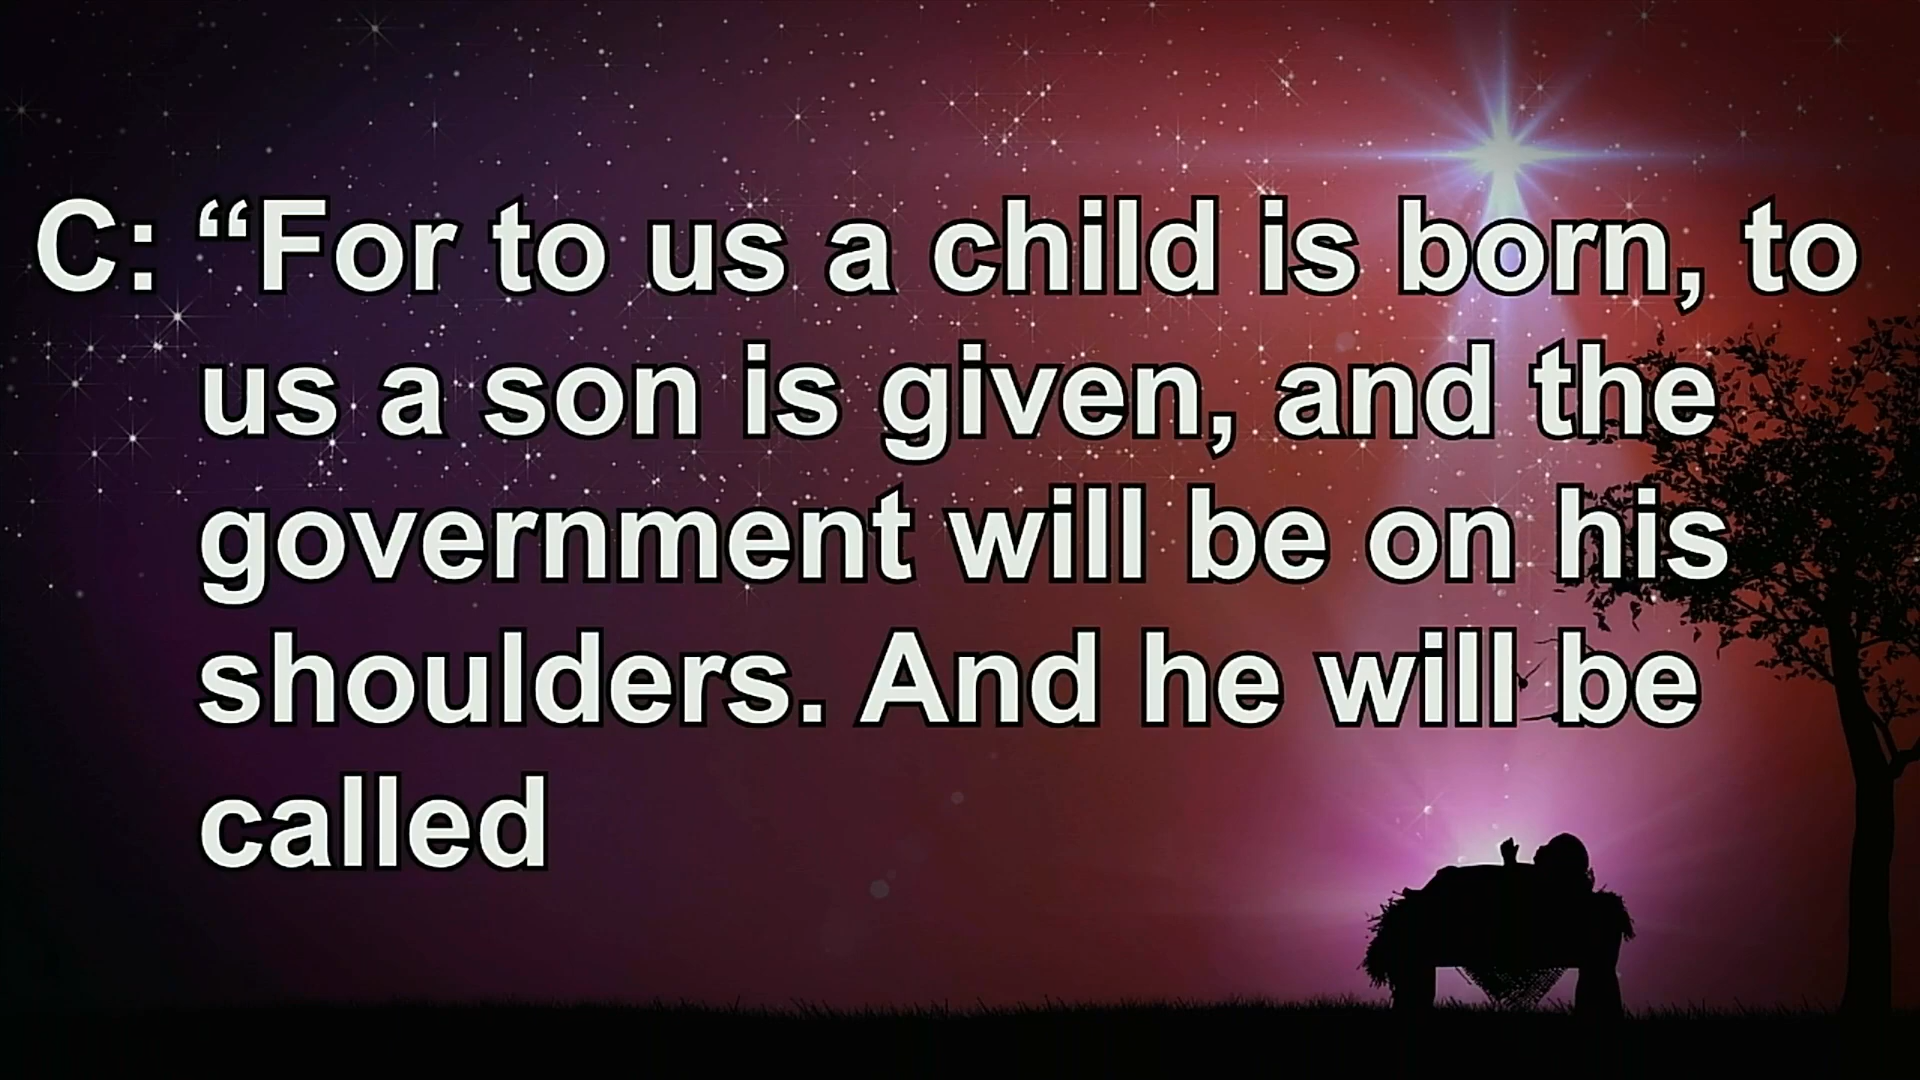 C: “For to us a child is born, to
us a son is given, and the
government will be on his
shoulders. And he will be
called